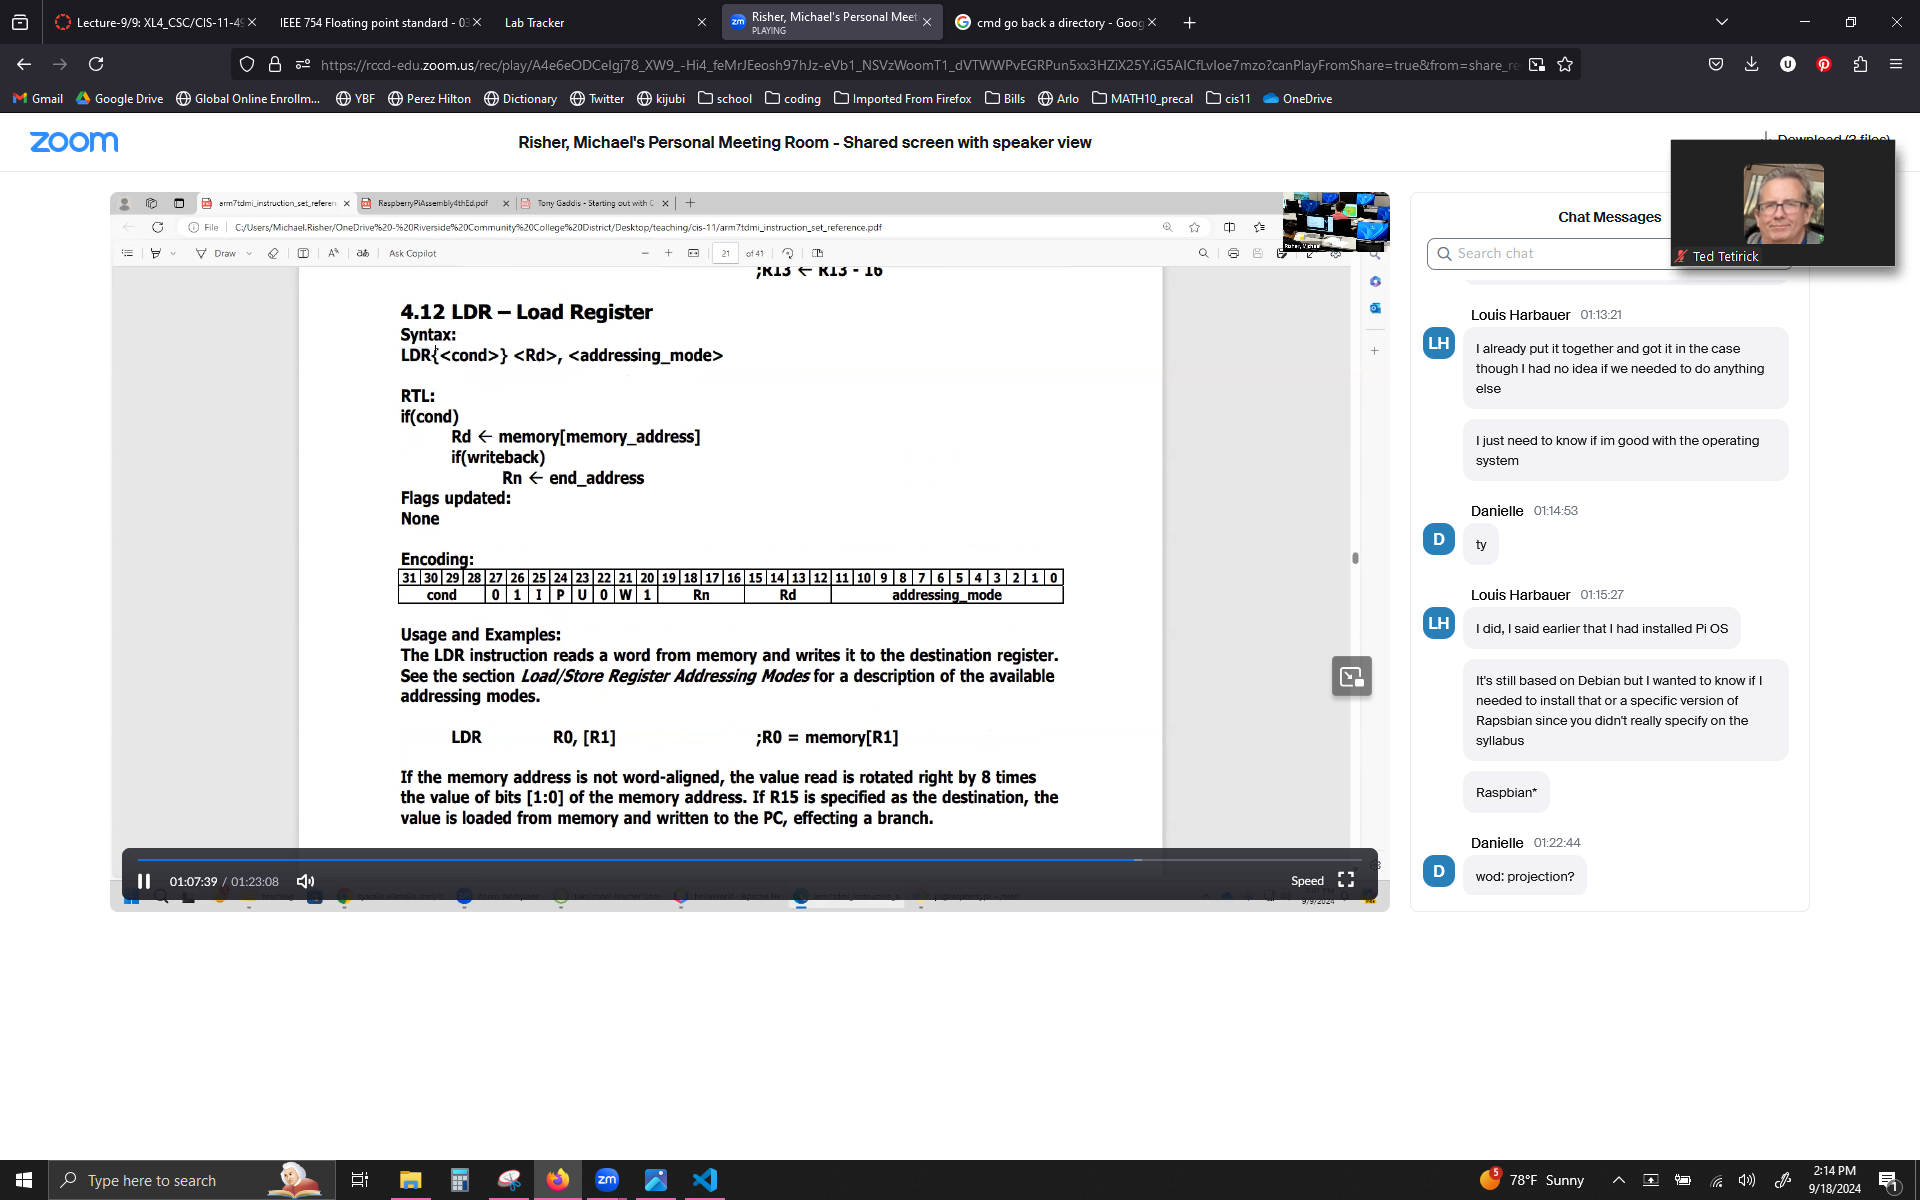 Lecture-9/9: XL4_CSC/CIS-11-49
IEEE 754 Floating point standard - 03
Lab Tracker
Risher, Michael's Personal Meeti
PLAYING
cmd go back a directory - Goog
https://rccd-edu.zoom.us/rec/play/A4e6eODCeIgj78_XW9_-Hi4_feMrJEeosh97hJz-eVb1_NSVzWoomT1_dVTWWPvEGRPun5xx3HZiX25Y.iG5AICfLvIoe7mzo?canPlayFromShare=true&from=share_re
Gmail
Google Drive
Global Online Enrollm...
YBF
Perez Hilton
Dictionary
Twitter
kijubi
school
coding
Imported From Firefox
Bills
Arlo
MATH10_precal
cis11
OneDrive
zoom
Risher, Michael's Personal Meeting Room - Shared screen with speaker view
Download (3 files)
Ted Tetirick
arm7tdmi_instruction_set_referen
RaspberryPiAssembly4thEd.pdf
Tony Gaddis - Starting out with C
File
C:/Users/Michael.Risher/OneDrive%20-%20Riverside%20Community%20College%20District/Desktop/teaching/cis-11/arm7tdmi_instruction_set_reference.pdf
Draw
Ask Copilot
21
of 41
;R13 ← R13 - 16
4.12 LDR – Load Register
Syntax:
LDR{<cond>} <Rd>, <addressing_mode>
RTL:
if(cond)
Rd ← memory[memory_address]
if(writeback)
Rn ← end_address
Flags updated:
None
Encoding:
31 30 29 28 27 26 25 24 23 22 21 20 19 18 17 16 15 14 13 12 11 10 9 8 7 6 5 4 3 2 1 0
cond 0 1 I P U 0 W 1 Rn Rd addressing_mode
Usage and Examples:
The LDR instruction reads a word from memory and writes it to the destination register.
See the section Load/Store Register Addressing Modes for a description of the available
addressing modes.
LDR R0, [R1] ;R0 = memory[R1]
If the memory address is not word-aligned, the value read is rotated right by 8 times
the value of bits [1:0] of the memory address. If R15 is specified as the destination, the
value is loaded from memory and written to the PC, effecting a branch.
01:07:39 / 01:23:08
Speed
9/9/2024
Chat Messages
Search chat
Louis Harbauer 01:13:21
LH
I already put it together and got it in the case
though I had no idea if we needed to do anything
else
I just need to know if im good with the operating
system
Danielle 01:14:53
D
ty
Louis Harbauer 01:15:27
LH
I did, I said earlier that I had installed Pi OS
It's still based on Debian but I wanted to know if I
needed to install that or a specific version of
Rapsbian since you didn't really specify on the
syllabus
Raspbian*
Danielle 01:22:44
D
wod: projection?
Type here to search
zm
5
78°F Sunny
2:14 PM
9/18/2024
1